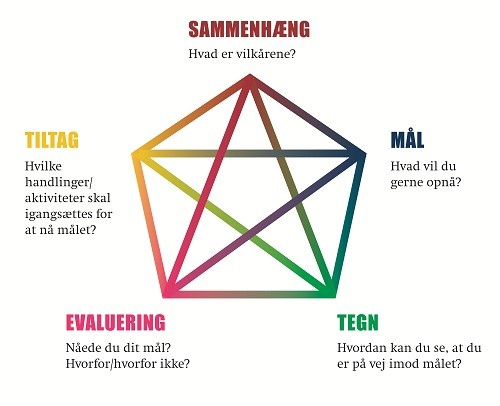 SAMMENHÆNG
Hvad er vilkårene?
TILTAG
Hvilke
handlinger/
aktiviteter skal
igangsættes for
at nå målet?
MÅL
Hvad vil du
gerne opnå?
EVALUERING
Nåede du dit mål?
Hvorfor/hvorfor ikke?
TEGN
Hvordan kan du se, at du
er på vej imod målet?